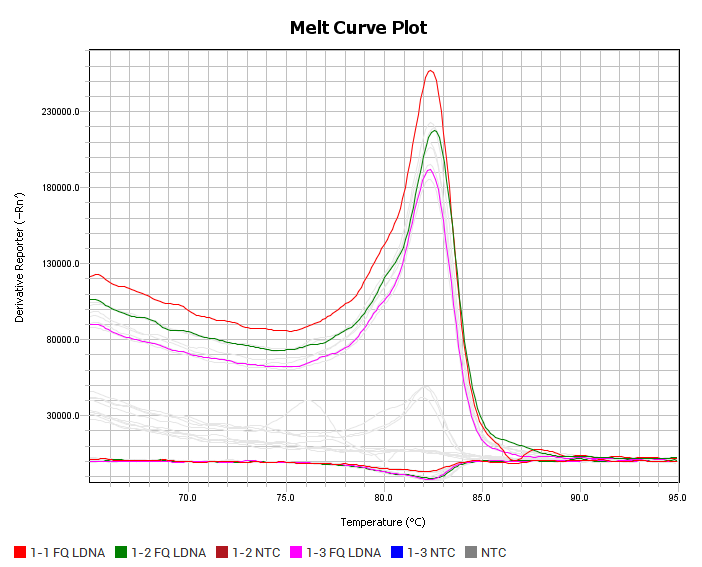 Melt Curve Plot
Derivative Reporter (−Rn')
230000.0
180000.0
130000.0
80000.0
30000.0
70.0 75.0 80.0 85.0 90.0 95.0
Temperature (°C)
1-1 FQ LDNA 1-2 FQ LDNA 1-2 NTC 1-3 FQ LDNA 1-3 NTC NTC